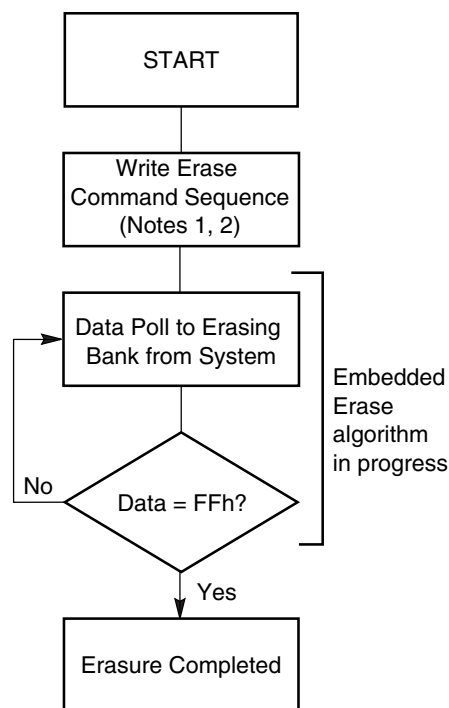 START
Write Erase
Command Sequence
(Notes 1, 2)
Data Poll to Erasing
Bank from System
Embedded
Erase
algorithm
in progress
No
Data = FFh?
Yes
Erasure Completed